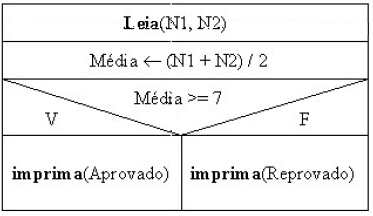 Leia(N1, N2)
Média ← (N1 + N2) / 2
Média >= 7
V F
imprima(Aprovado) imprima(Reprovado)